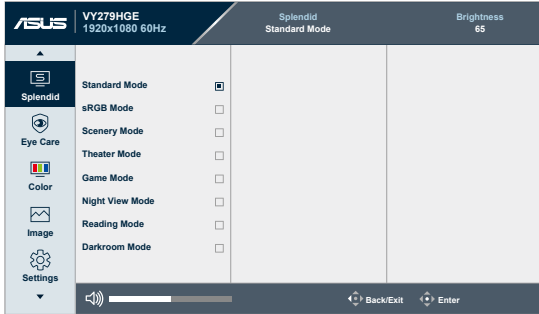 ASUS
VY279HGE
1920x1080 60Hz
Splendid
Standard Mode
Brightness
65
Splendid
Eye Care
Color
Image
Settings
Standard Mode
sRGB Mode
Scenery Mode
Theater Mode
Game Mode
Night View Mode
Reading Mode
Darkroom Mode
Back/Exit
Enter